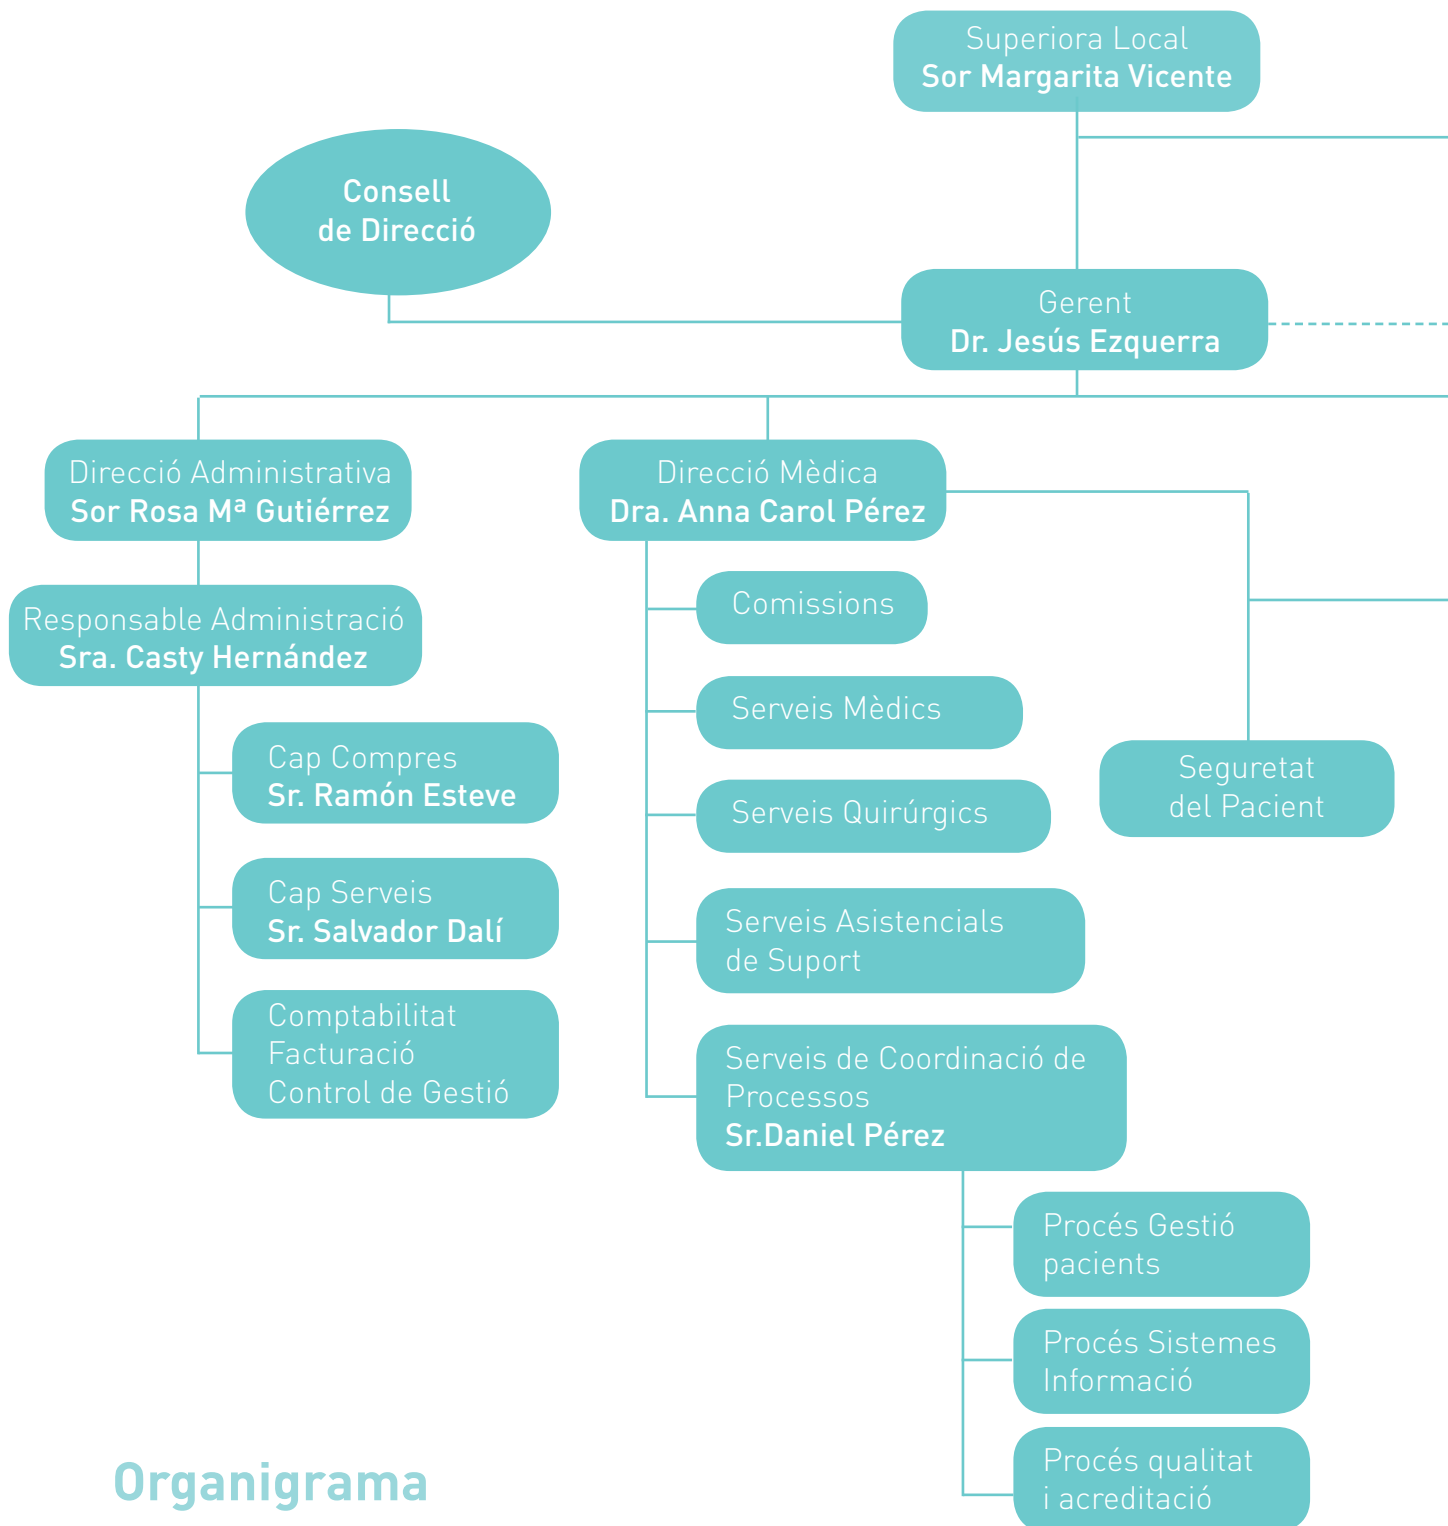 Superiora Local
Sor Margarita Vicente
Consell
de Direcció
Gerent
Dr. Jesús Ezquerra
Direcció Administrativa
Sor Rosa Mª Gutiérrez
Responsable Administració
Sra. Casty Hernández
Cap Compres
Sr. Ramón Esteve
Cap Serveis
Sr. Salvador Dalí
Comptabilitat
Facturació
Control de Gestió
Direcció Mèdica
Dra. Anna Carol Pérez
Comissions
Serveis Mèdics
Serveis Quirúrgics
Serveis Asistencials
de Suport
Serveis de Coordinació de
Processos
Sr.Daniel Pérez
Procés Gestió
pacients
Procés Sistemes
Informació
Procés qualitat
i acreditació
Seguretat
del Pacient
Organigrama